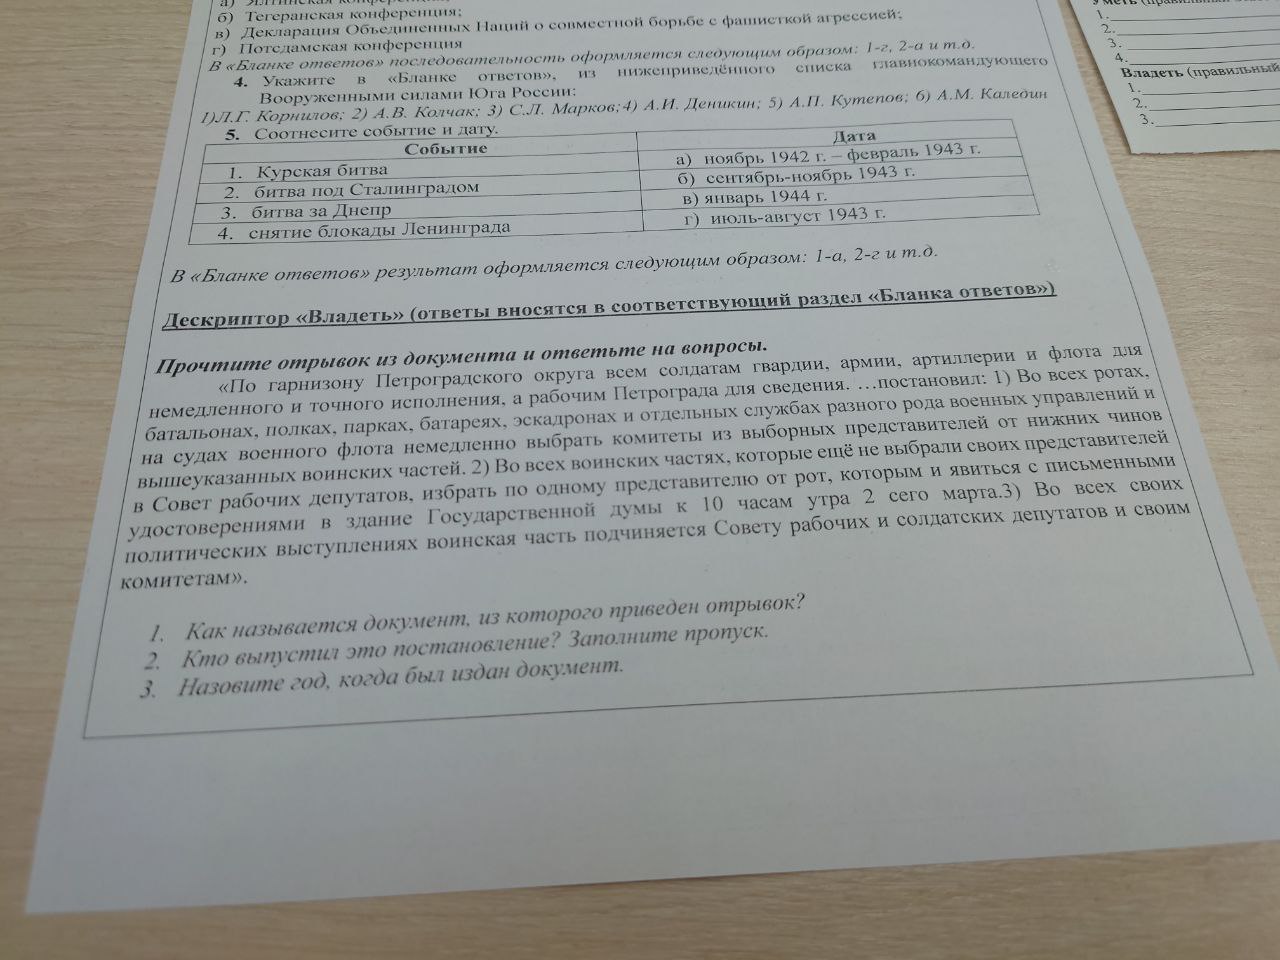 а) Ялтинская конференция;
б) Тегеранская конференция;
в) Декларация Объединенных Наций о совместной борьбе с фашисткой агрессией;
г) Потсдамская конференция
В «Бланке ответов» последовательность оформляется следующим образом: 1-г, 2-а и т.д.
4. Укажите в «Бланке ответов», из нижеприведённого списка главнокомандующего
Вооруженными силами Юга России:
1)Л.Г. Корнилов; 2) А.В. Колчак; 3) С.Л. Марков;4) А.И. Деникин; 5) А.П. Кутепов; 6) А.М. Каледин
5. Соотнесите событие и дату.
Событие Дата
1. Курская битва а) ноябрь 1942 г. – февраль 1943 г.
2. битва под Сталинградом б) сентябрь-ноябрь 1943 г.
3. битва за Днепр в) январь 1944 г.
4. снятие блокады Ленинграда г) июль-август 1943 г.
В «Бланке ответов» результат оформляется следующим образом: 1-а, 2-г и т.д.
Дескриптор «Владеть» (ответы вносятся в соответствующий раздел «Бланка ответов»)
Прочтите отрывок из документа и ответьте на вопросы.
«По гарнизону Петроградского округа всем солдатам гвардии, армии, артиллерии и флота для
немедленного и точного исполнения, а рабочим Петрограда для сведения. …постановил: 1) Во всех ротах,
батальонах, полках, парках, батареях, эскадронах и отдельных службах разного рода военных управлений и
на судах военного флота немедленно выбрать комитеты из выборных представителей от нижних чинов
вышеуказанных воинских частей. 2) Во всех воинских частях, которые ещё не выбрали своих представителей
в Совет рабочих депутатов, избрать по одному представителю от рот, которым и явиться с письменными
удостоверениями в здание Государственной думы к 10 часам утра 2 сего марта.3) Во всех своих
политических выступлениях воинская часть подчиняется Совету рабочих и солдатских депутатов и своим
комитетам».
1. Как называется документ, из которого приведен отрывок?
2. Кто выпустил это постановление? Заполните пропуск.
3. Назовите год, когда был издан документ.
1.
2.
3.
4.
Владеть (правильный
1.
2.
3.